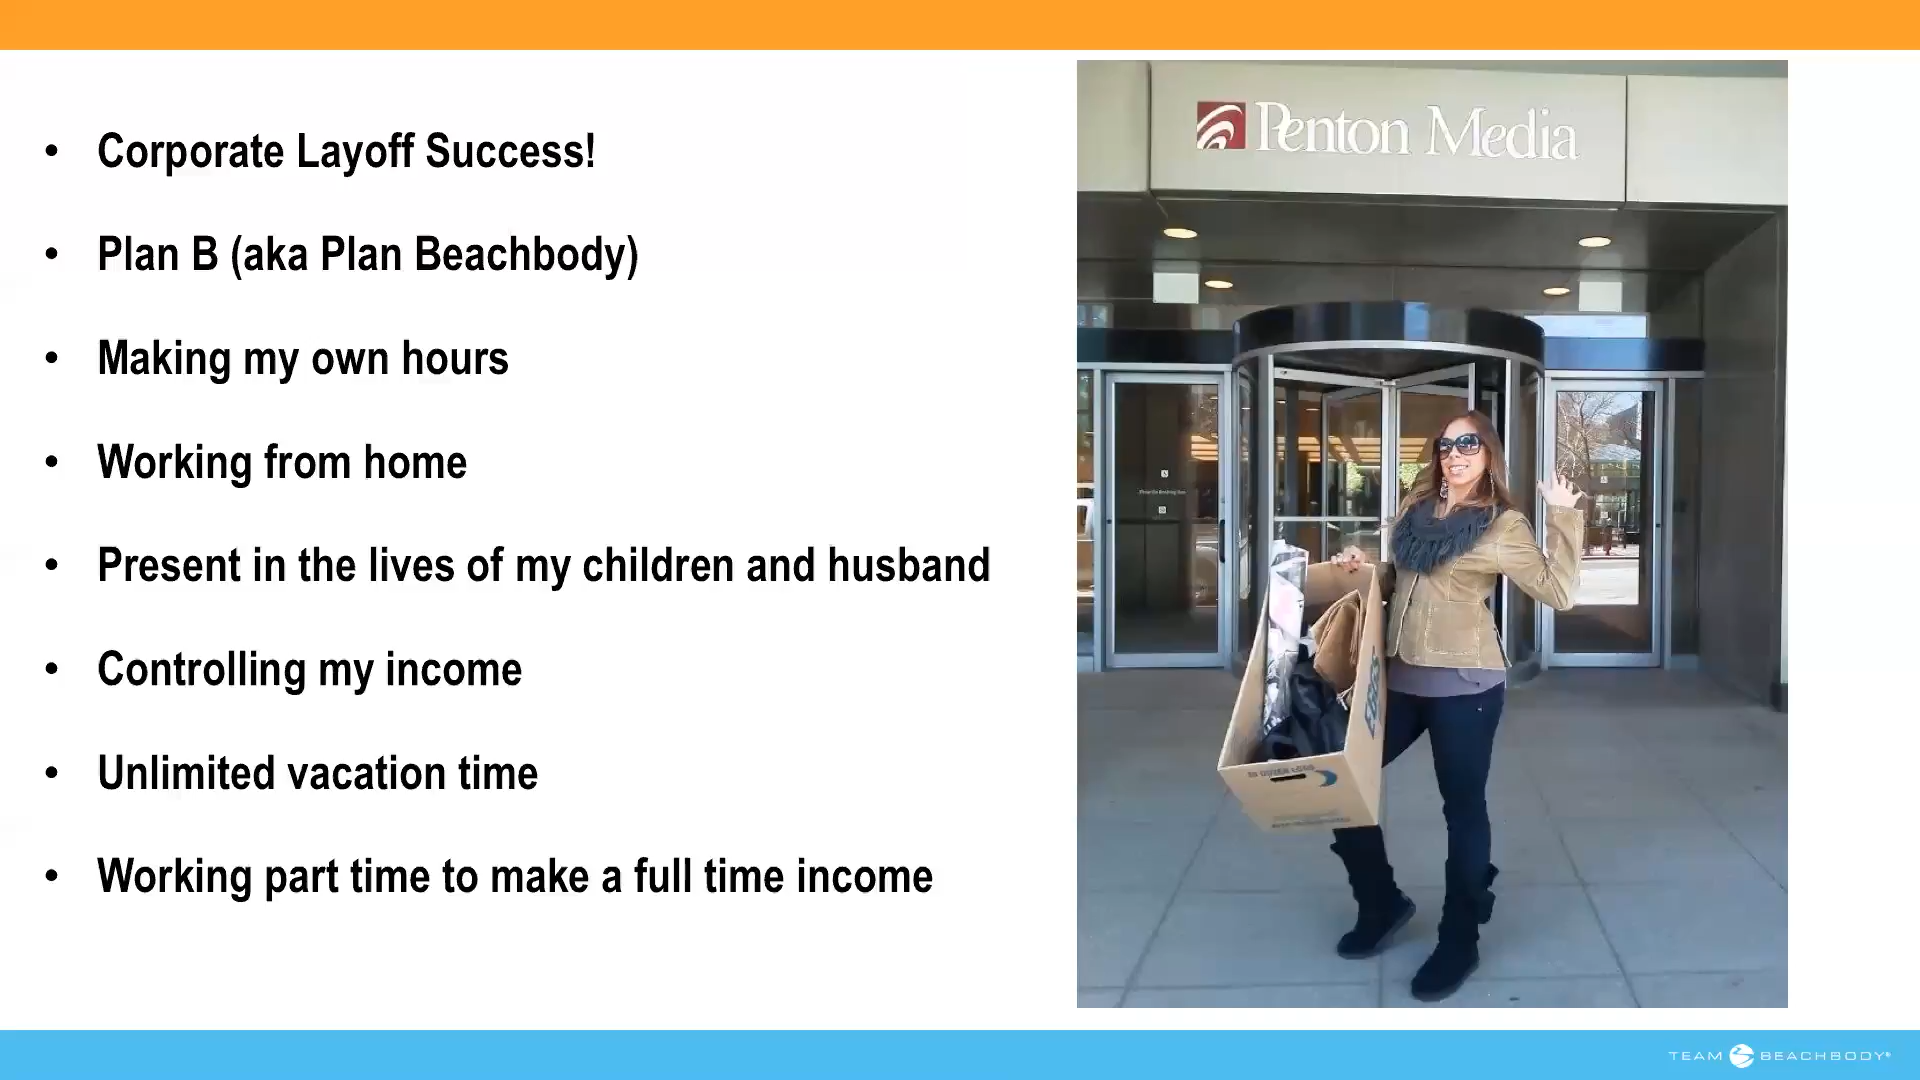 • Corporate Layoff Success!
• Plan B (aka Plan Beachbody)
• Making my own hours
• Working from home
• Present in the lives of my children and husband
• Controlling my income
• Unlimited vacation time
• Working part time to make a full time income
Penton Media
TEAM BEACHBODY®